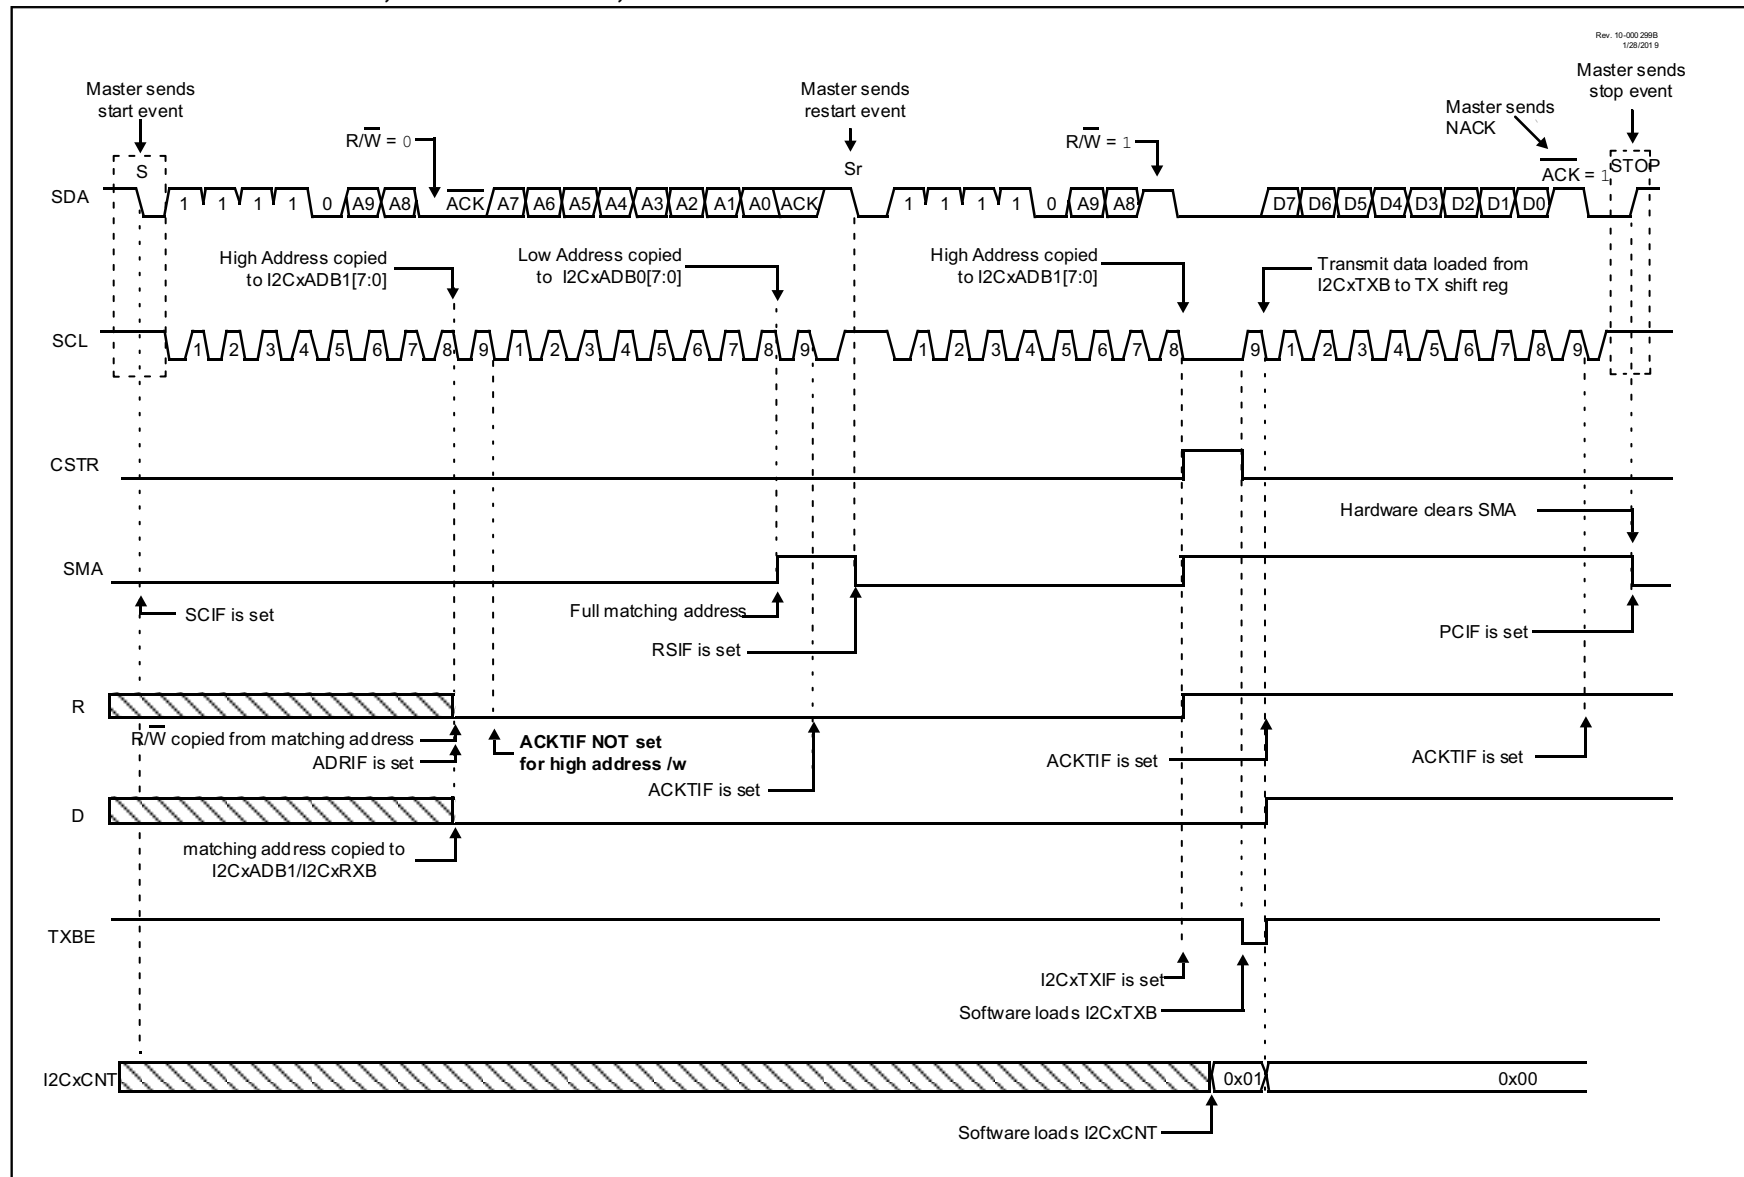 Rev. 10-000299B
1/28/2019
Master sends
start event
Master sends
restart event
Master sends
stop event
Master sends
NACK
R/W = 0
R/W = 1
S
Sr
STOP
ACK = 1
SDA
1 1 1 1 0 A9 A8 ACK A7 A6 A5 A4 A3 A2 A1 A0 ACK 1 1 1 1 0 A9 A8 D7 D6 D5 D4 D3 D2 D1 D0
High Address copied
to I2CxADB1[7:0]
Low Address copied
to I2CxADB0[7:0]
High Address copied
to I2CxADB1[7:0]
Transmit data loaded from
I2CxTXB to TX shift reg
SCL
1 2 3 4 5 6 7 8 9 1 2 3 4 5 6 7 8 9 1 2 3 4 5 6 7 8 9 1 2 3 4 5 6 7 8 9
CSTR
Hardware clears SMA
SMA
SCIF is set
Full matching address
RSIF is set
PCIF is set
R
R/W copied from matching address
ADRIF is set
ACKTIF NOT set
for high address /w
ACKTIF is set
ACKTIF is set
ACKTIF is set
D
matching address copied to
I2CxADB1/I2CxRXB
TXBE
I2CxTXIF is set
Software loads I2CxTXB
I2CxCNT
0x01
0x00
Software loads I2CxCNT